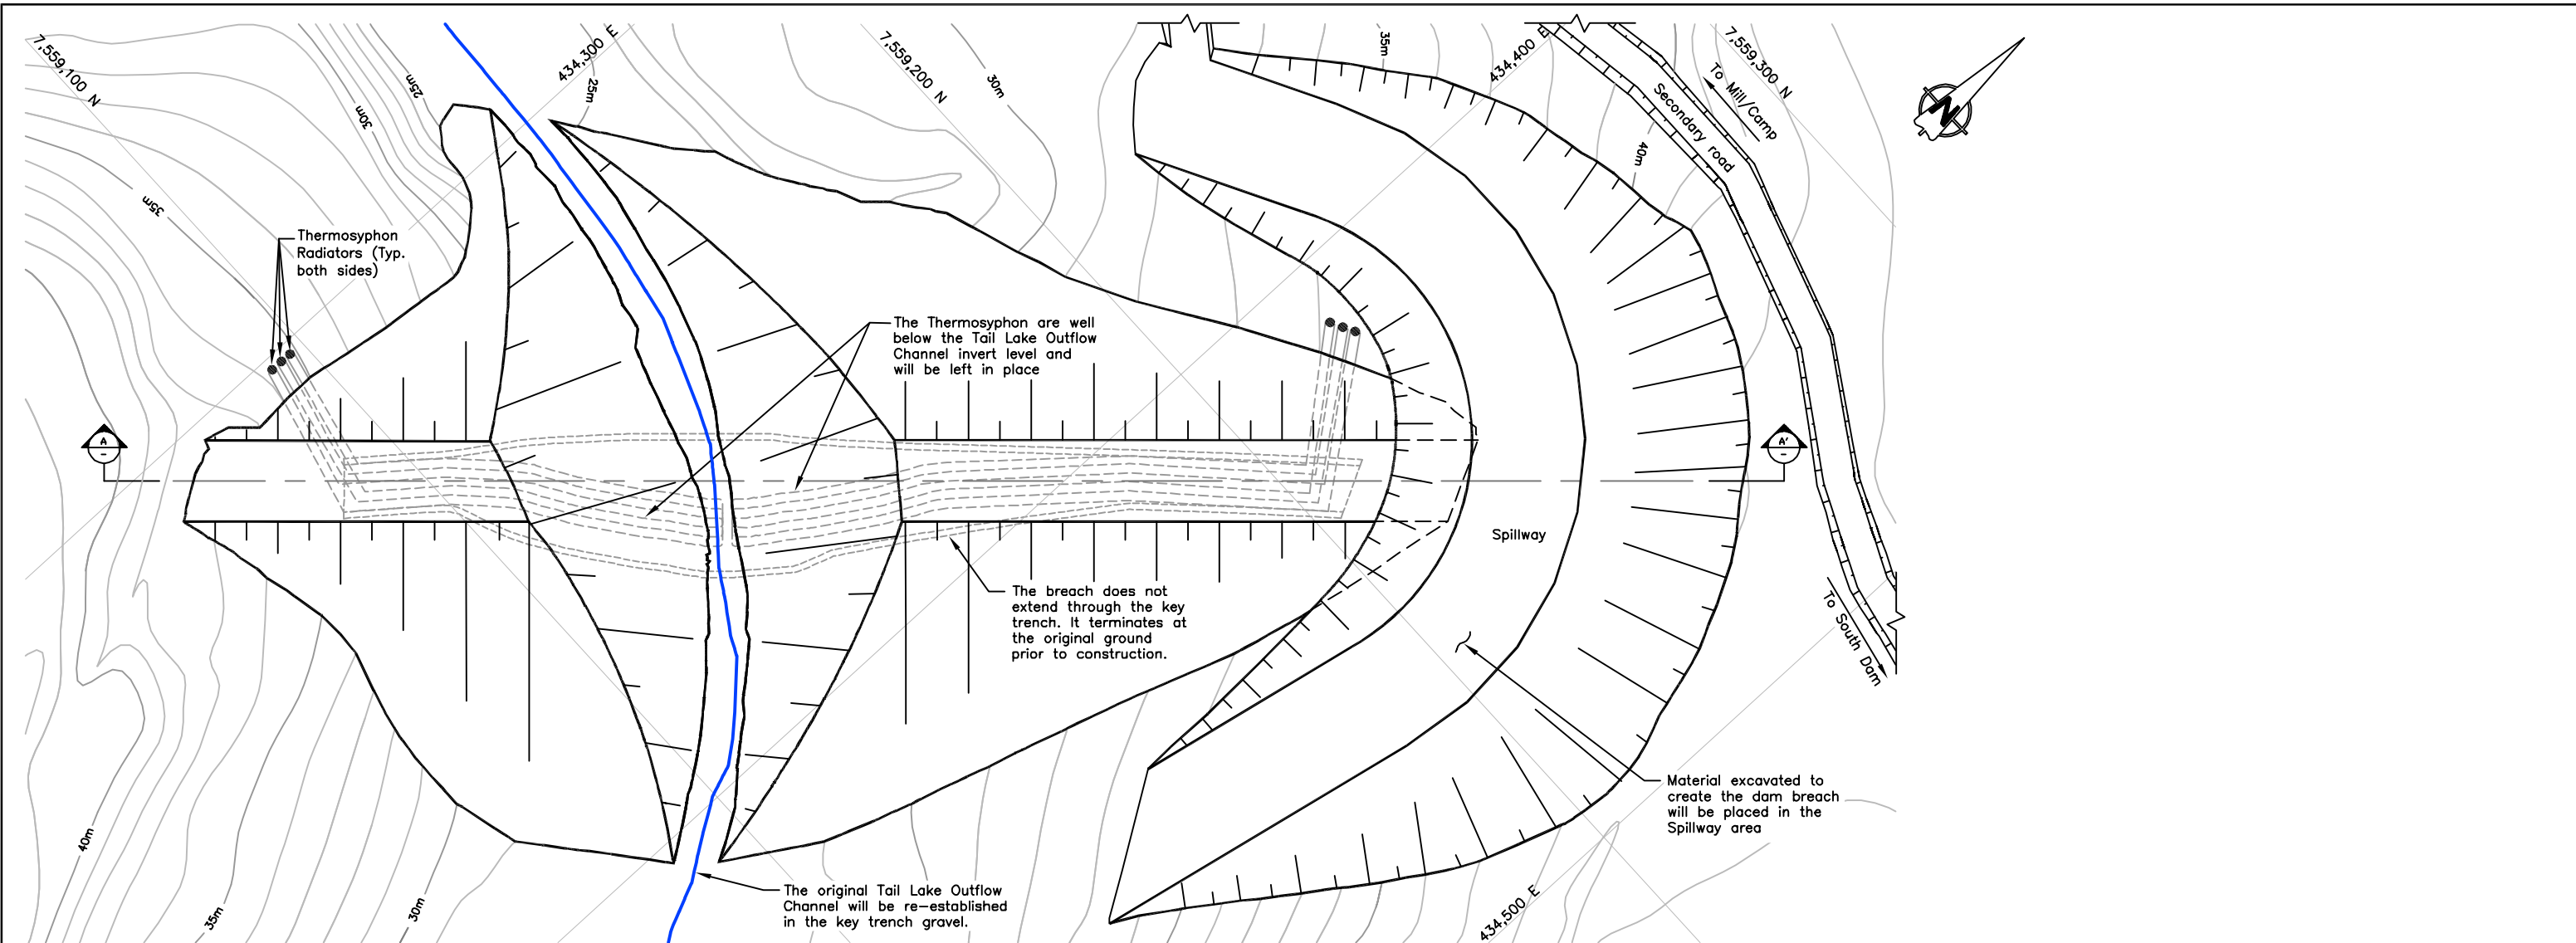 7,559,100 N
25m
30m
35m
434,300 E
25m
7,559,200 N
30m
35m
434,400 E
7,559,300 N
To Mill/Camp
Secondary road
40m
N
Thermosyphon
Radiators (Typ.
both sides)
The Thermosyphon are well
below the Tail Lake Outflow
Channel invert level and
will be left in place
A
–
A'
–
Spillway
The breach does not
extend through the key
trench. It terminates at
the original ground
prior to construction.
To South Dam
Material excavated to
create the dam breach
will be placed in the
Spillway area
40m
35m
30m
The original Tail Lake Outflow
Channel will be re-established
in the key trench gravel.
434,500 E